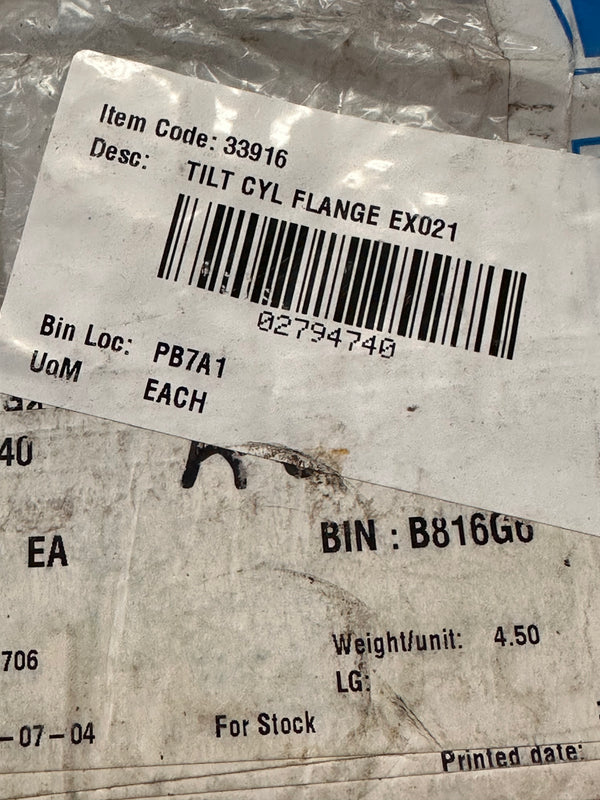 Item Code: 33916
Desc: TILT CYL FLANGE EX021
02794740
Bin Loc: PB7A1
UoM EACH
40
EA
BIN : B816G6
706
Weight/unit: 4.50
LG:
-07-04
For Stock
Printed date: